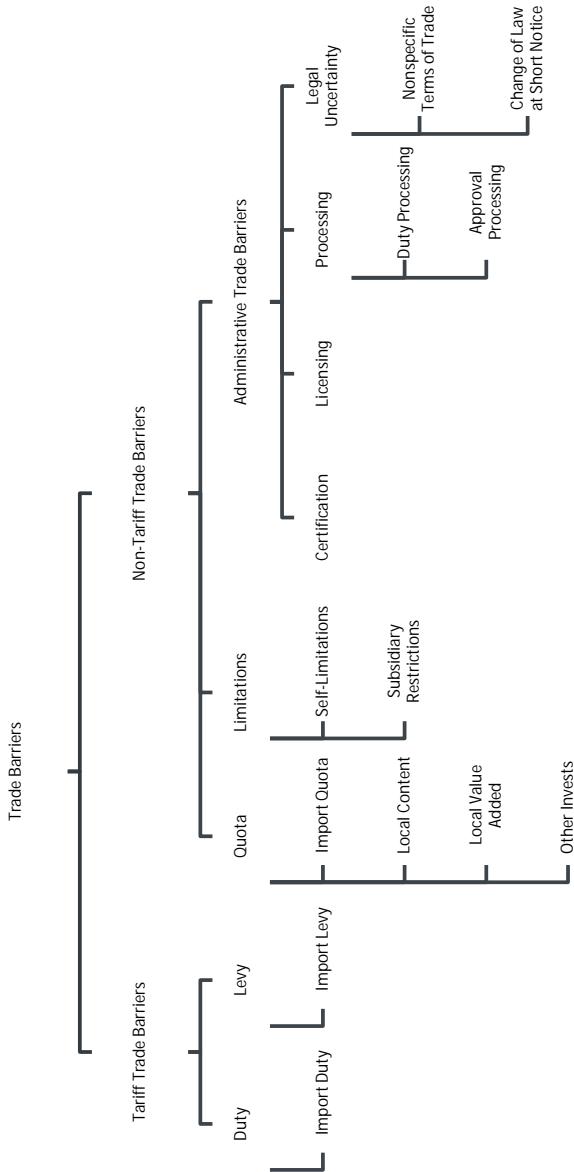 Trade Barriers
Tariff Trade Barriers
Non-Tariff Trade Barriers
Duty
Levy
Quota
Limitations
Administrative Trade Barriers
Import Duty
Import Levy
Import Quota
Local Content
Local Value
Added
Other Invests
Self-Limitations
Subsidiary
Restrictions
Certification
Licensing
Processing
Duty Processing
Approval
Processing
Legal
Uncertainty
Nonspecific
Terms of Trade
Change of Law
at Short Notice